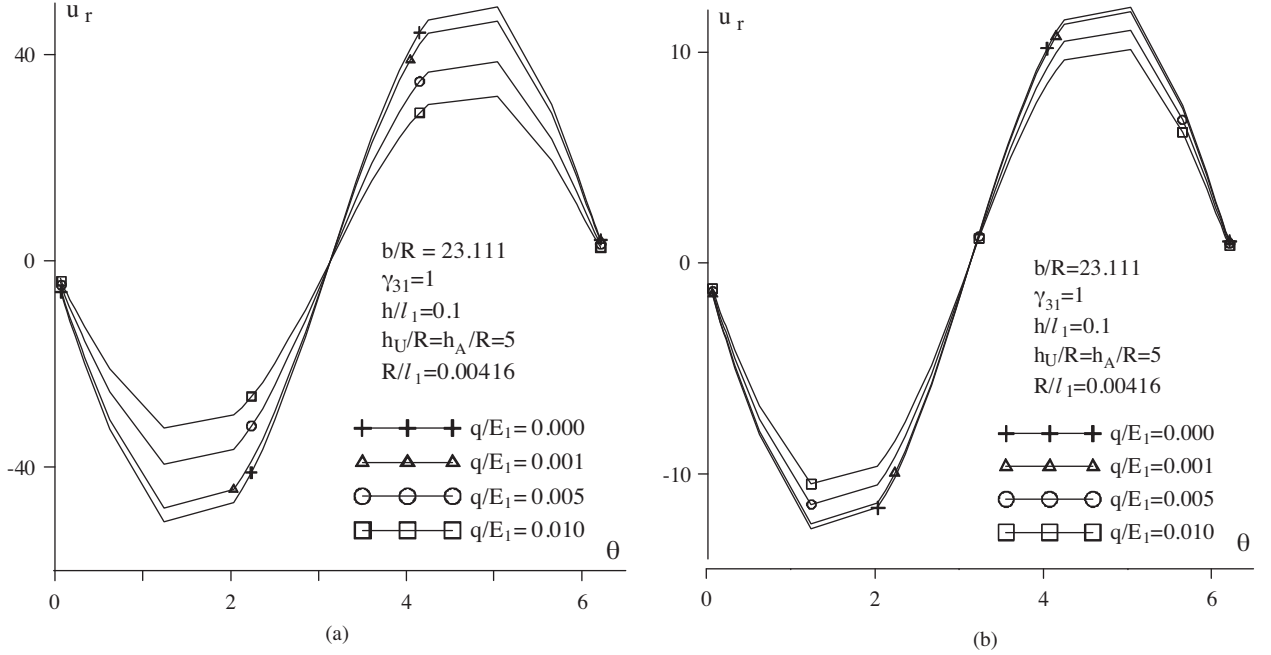 u r
40
0
-40
b/R = 23.111
γ31=1
h/l1=0.1
hU/R=hA/R=5
R/l1=0.00416
q/E1= 0.000
q/E1= 0.001
q/E1= 0.005
q/E1= 0.010
θ
0 2 4 6
(a)
u r
10
0
-10
b/R=23.111
γ31=1
h/l1=0.1
hU/R=hA/R=5
R/l1=0.00416
q/E1=0.000
q/E1=0.001
q/E1=0.005
q/E1=0.010
θ
0 2 4 6
(b)